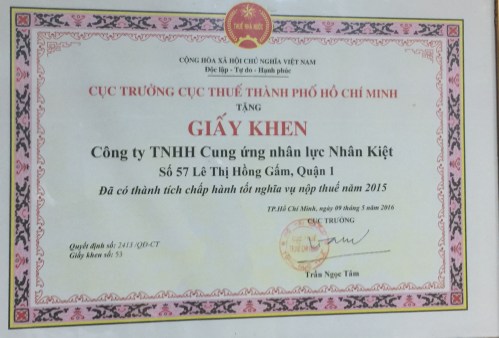 THUẾ NHÀ NƯỚC
CỘNG HÒA XÃ HỘI CHỦ NGHĨA VIỆT NAM
Độc lập - Tự do - Hạnh phúc
CỤC TRƯỞNG CỤC THUẾ THÀNH PHỐ HỒ CHÍ MINH
TẶNG
GIẤY KHEN
Công ty TNHH Cung ứng nhân lực Nhân Kiệt
Số 57 Lê Thị Hồng Gấm, Quận 1
Đã có thành tích chấp hành tốt nghĩa vụ nộp thuế năm 2015
TP.Hồ Chí Minh, ngày 09 tháng 5 năm 2016
CỤC TRƯỞNG
Quyết định số: 2413 /QĐ-CT
Giấy khen số: 53
Trần Ngọc Tâm